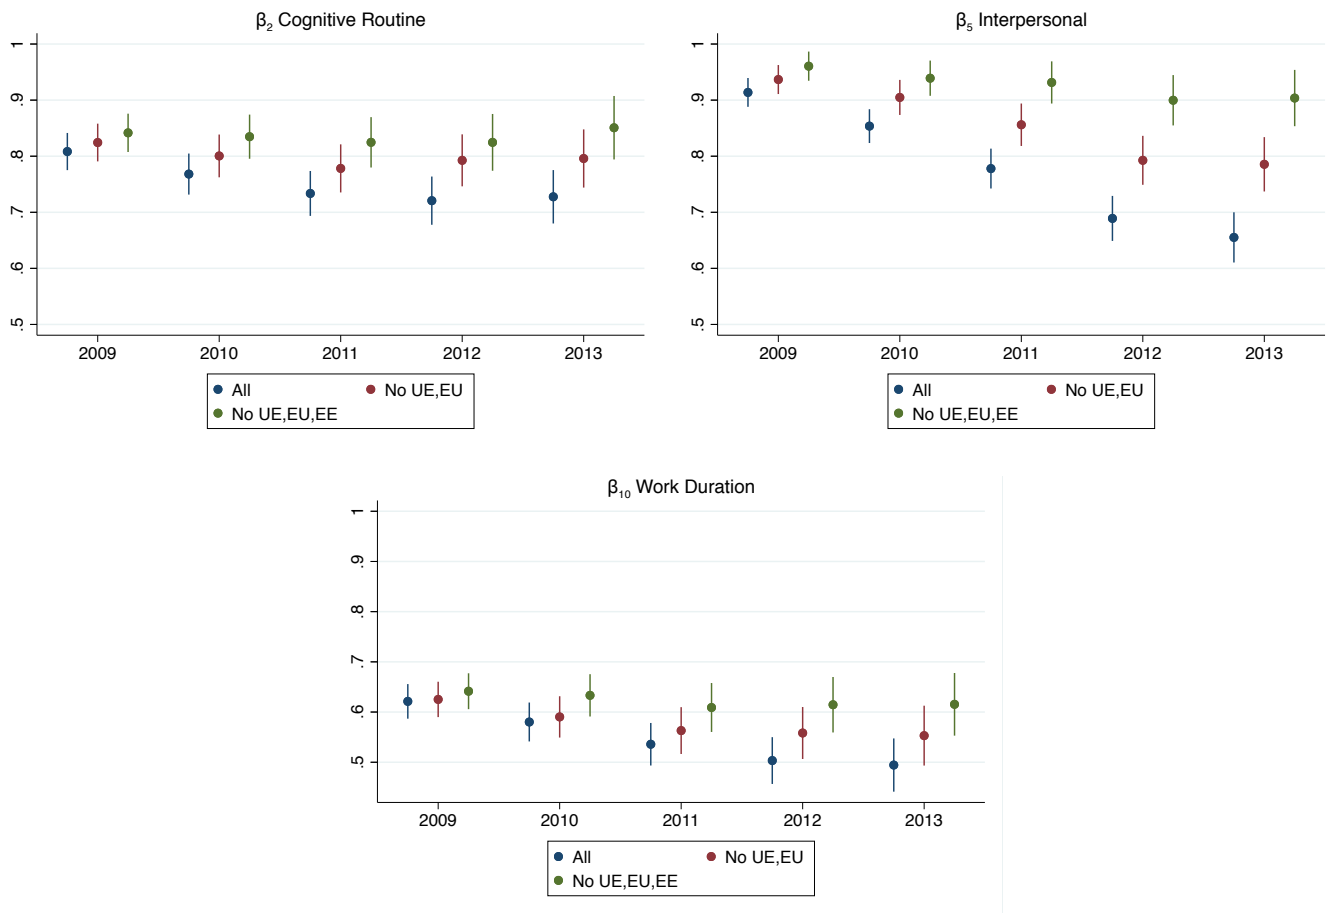 β2 Cognitive Routine
1
.9
.8
.7
.6
.5
2009 2010 2011 2012 2013
All No UE,EU
No UE,EU,EE
β5 Interpersonal
1
.9
.8
.7
.6
.5
2009 2010 2011 2012 2013
All No UE,EU
No UE,EU,EE
β10 Work Duration
1
.9
.8
.7
.6
.5
2009 2010 2011 2012 2013
All No UE,EU
No UE,EU,EE